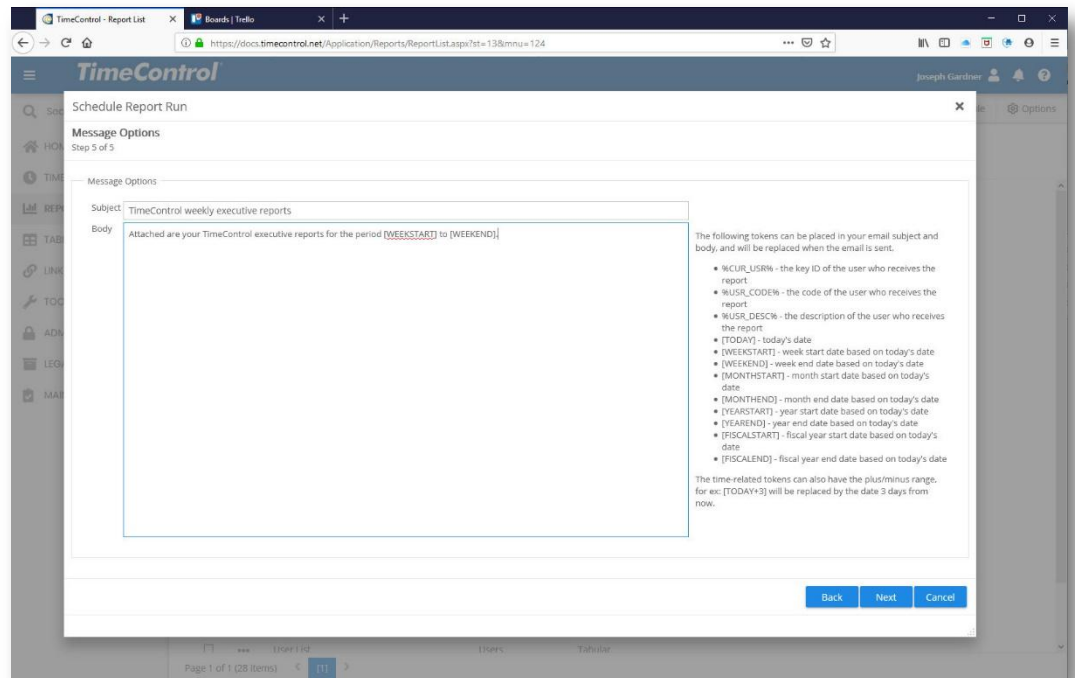 TimeControl - Report List
Boards | Trello
https://docs.timecontrol.net/Application/Reports/ReportList.aspx?st=13&mnu=124
TimeControl
Joseph Gardner
Schedule Report Run
Options
Message Options
Step 5 of 5
Message Options
Subject
TimeControl weekly executive reports
Body
Attached are your TimeControl executive reports for the period [WEEKSTART] to [WEEKEND].
The following tokens can be placed in your email subject and
body, and will be replaced when the email is sent.
• %CUR_USR% - the key ID of the user who receives the
report
• %USR_CODE% - the code of the user who receives the
report
• %USR_DESC% - the description of the user who receives
the report
• [TODAY] - today's date
• [WEEKSTART] - week start date based on today's date
• [WEEKEND] - week end date based on today's date
• [MONTHSTART] - month start date based on today's
date
• [MONTHEND] - month end date based on today's date
• [YEARSTART] - year start date based on today's date
• [YEAREND] - year end date based on today's date
• [FISCALSTART] - fiscal year start date based on today's
date
• [FISCALEND] - fiscal year end date based on today's date
The time-related tokens can also have the plus/minus range,
for ex: [TODAY+3] will be replaced by the date 3 days from
now.
Back
Next
Cancel
User List
Users
Tabular
Page 1 of 1 (28 items)
[1]